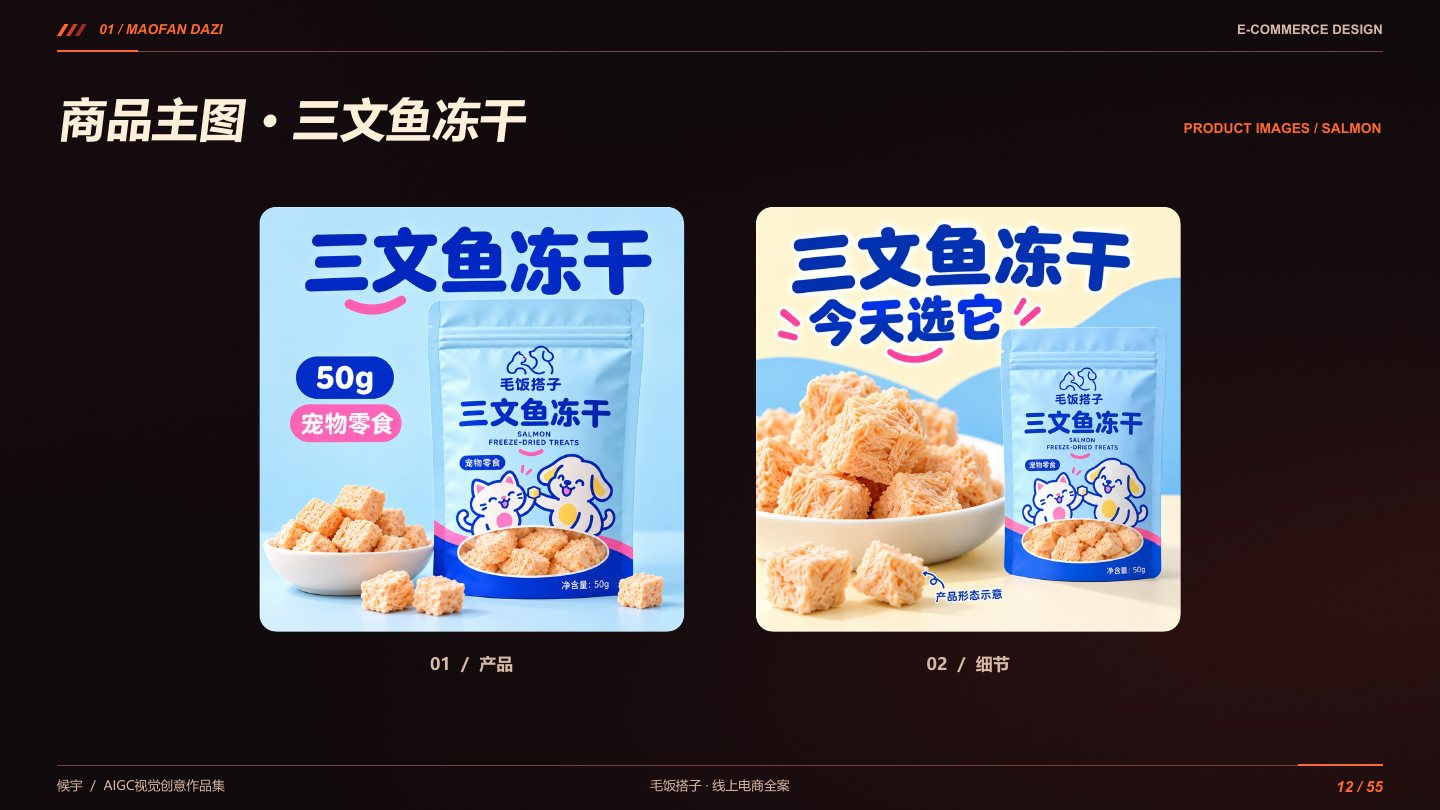 01 / MAOFAN DAZI
E-COMMERCE DESIGN
商品主图・三文鱼冻干
PRODUCT IMAGES / SALMON
三文鱼冻干
50g
宠物零食
毛饭搭子
三文鱼冻干
SALMON
FREEZE-DRIED TREATS
宠物零食
净含量：50g
三文鱼冻干
今天选它
毛饭搭子
三文鱼冻干
SALMON
FREEZE-DRIED TREATS
宠物零食
净含量：50g
产品形态示意
01 / 产品
02 / 细节
候宇 / AIGC视觉创意作品集
毛饭搭子 · 线上电商全案
12 / 55